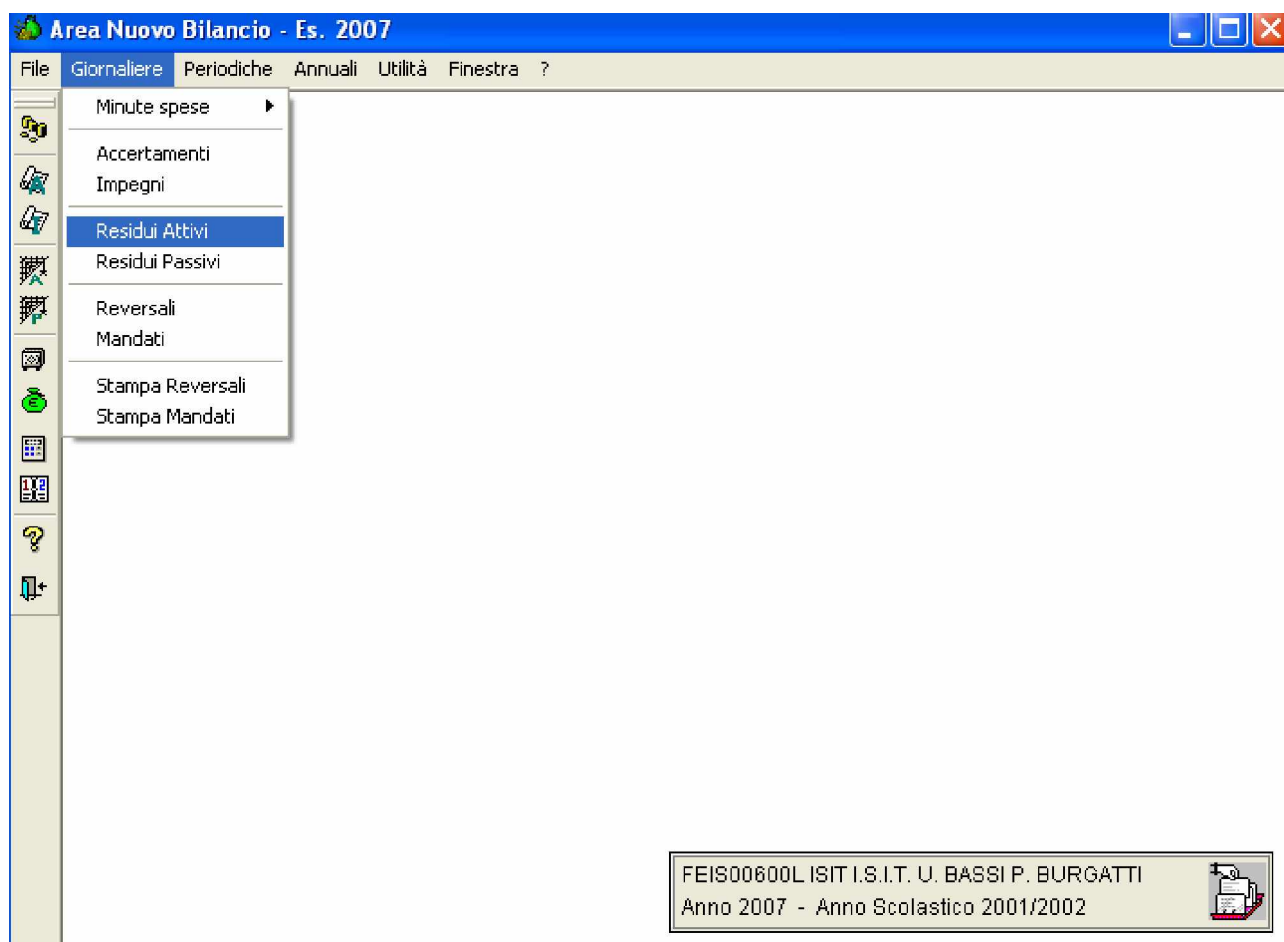 Area Nuovo Bilancio - Es. 2007
File Giornaliere Periodiche Annuali Utilità Finestra ?
Minute spese
Accertamenti
Impegni
Residui Attivi
Residui Passivi
Reversali
Mandati
Stampa Reversali
Stampa Mandati
FEIS00600L ISIT I.S.I.T. U. BASSI P. BURGATTI
Anno 2007 - Anno Scolastico 2001/2002